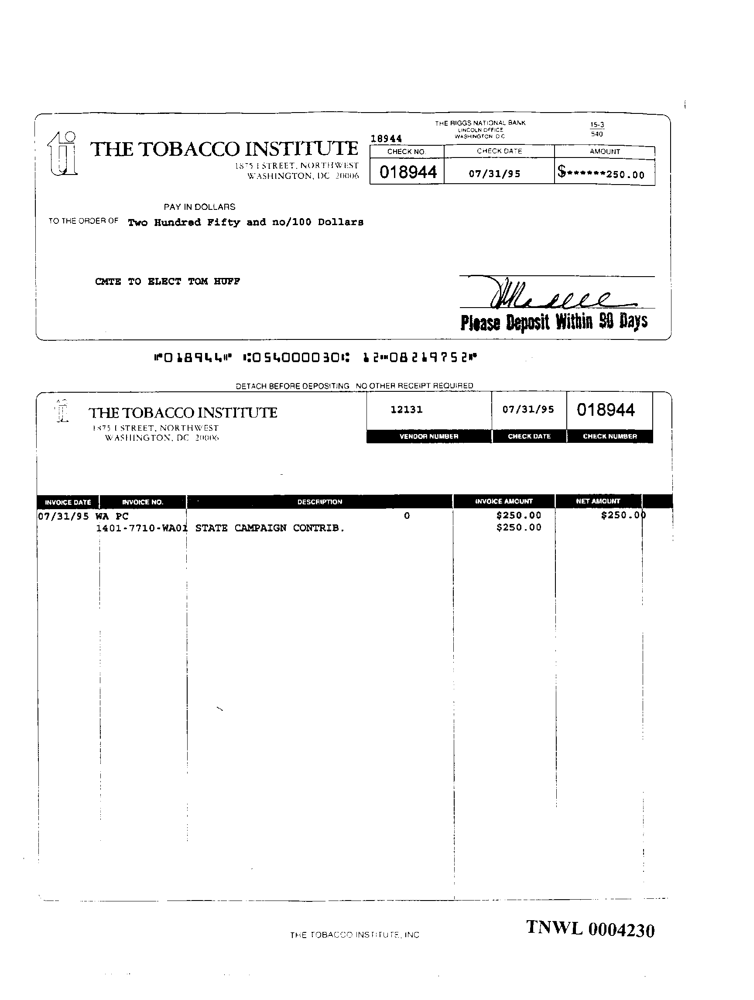 THE RIGGS NATIONAL BANK
LINCOLN OFFICE
WASHINGTON D.C.
15-3
540
18944
THE TOBACCO INSTITUTE
1875 I STREET, NORTHWEST
WASHINGTON, DC 20006
CHECK NO. CHECK DATE AMOUNT
018944 07/31/95 $******250.00
PAY IN DOLLARS
TO THE ORDER OF Two Hundred Fifty and no/100 Dollars
CMTE TO ELECT TOM HUFF
Please Deposit Within 90 Days
⑈018944⑈ ⑆054000030⑆ 12⑉08219752⑈
DETACH BEFORE DEPOSITING NO OTHER RECEIPT REQUIRED
THE TOBACCO INSTITUTE
1875 I STREET, NORTHWEST
WASHINGTON, DC 20006
12131 07/31/95 018944
VENDOR NUMBER CHECK DATE CHECK NUMBER
INVOICE DATE INVOICE NO. DESCRIPTION INVOICE AMOUNT NET AMOUNT
07/31/95 WA PC 0 $250.00 $250.00
1401-7710-WA01 STATE CAMPAIGN CONTRIB. $250.00
THE TOBACCO INSTITUTE, INC
TNWL 0004230